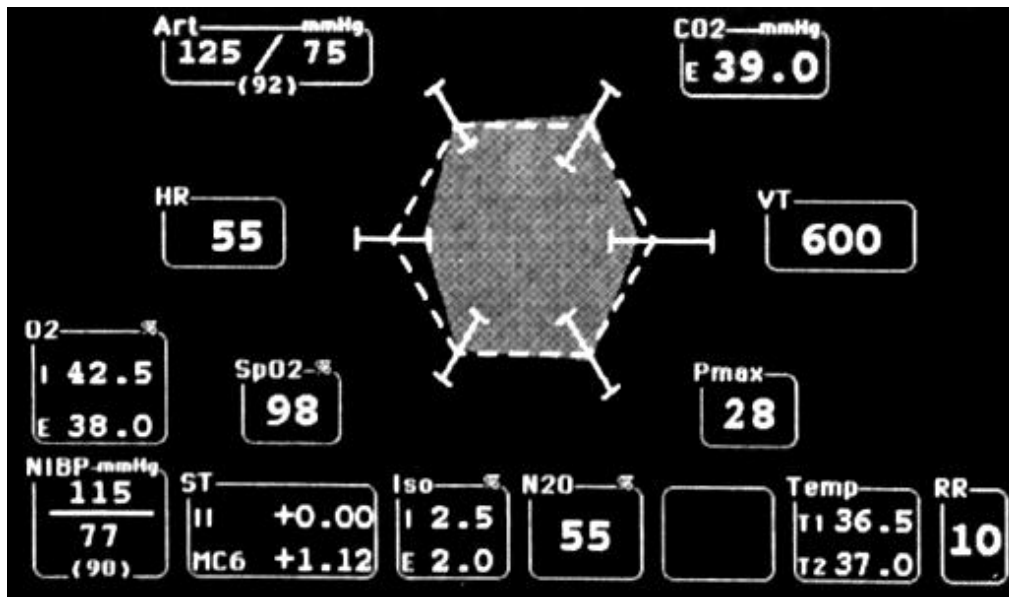 Art mmHg
125 / 75
(92)
CO2 mmHg
E 39.0
HR
55
VT
600
O2 %
I 42.5
E 38.0
SpO2 %
98
Pmax
28
NIBP mmHg
115
77
(90)
ST
II +0.00
MC6 +1.12
Iso %
I 2.5
E 2.0
N2O %
55
Temp
T1 36.5
T2 37.0
RR
10